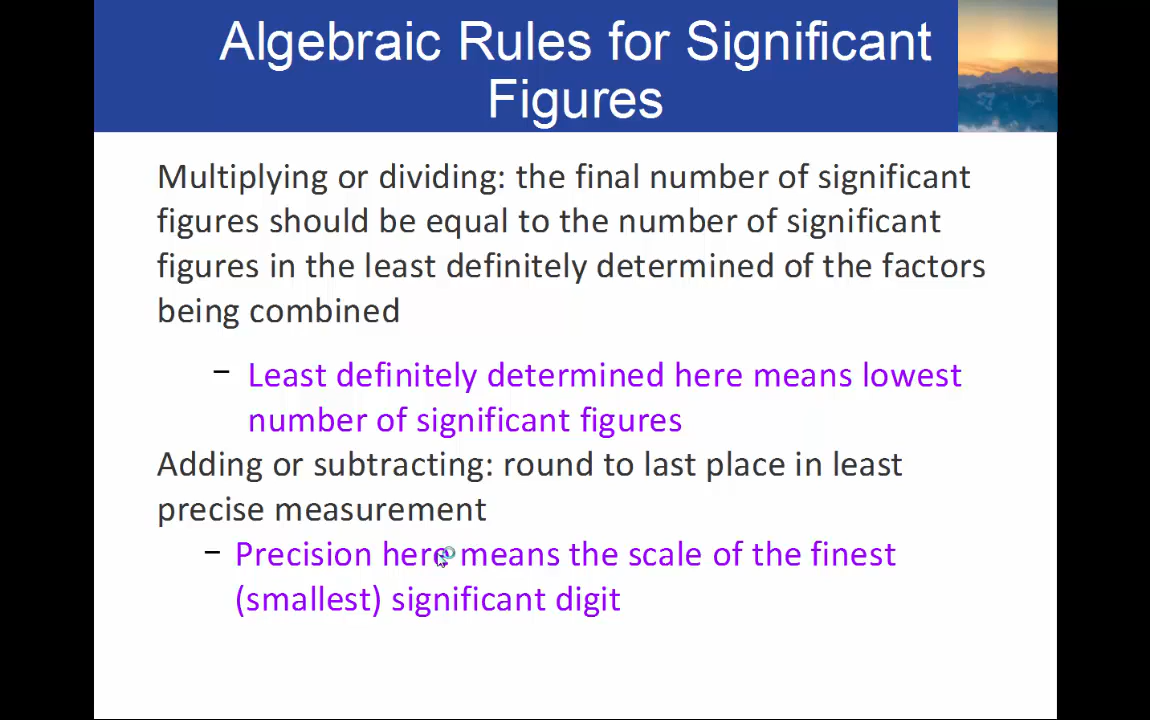 Algebraic Rules for Significant
Figures
Multiplying or dividing: the final number of significant
figures should be equal to the number of significant
figures in the least definitely determined of the factors
being combined
– Least definitely determined here means lowest
number of significant figures
Adding or subtracting: round to last place in least
precise measurement
– Precision here means the scale of the finest
(smallest) significant digit